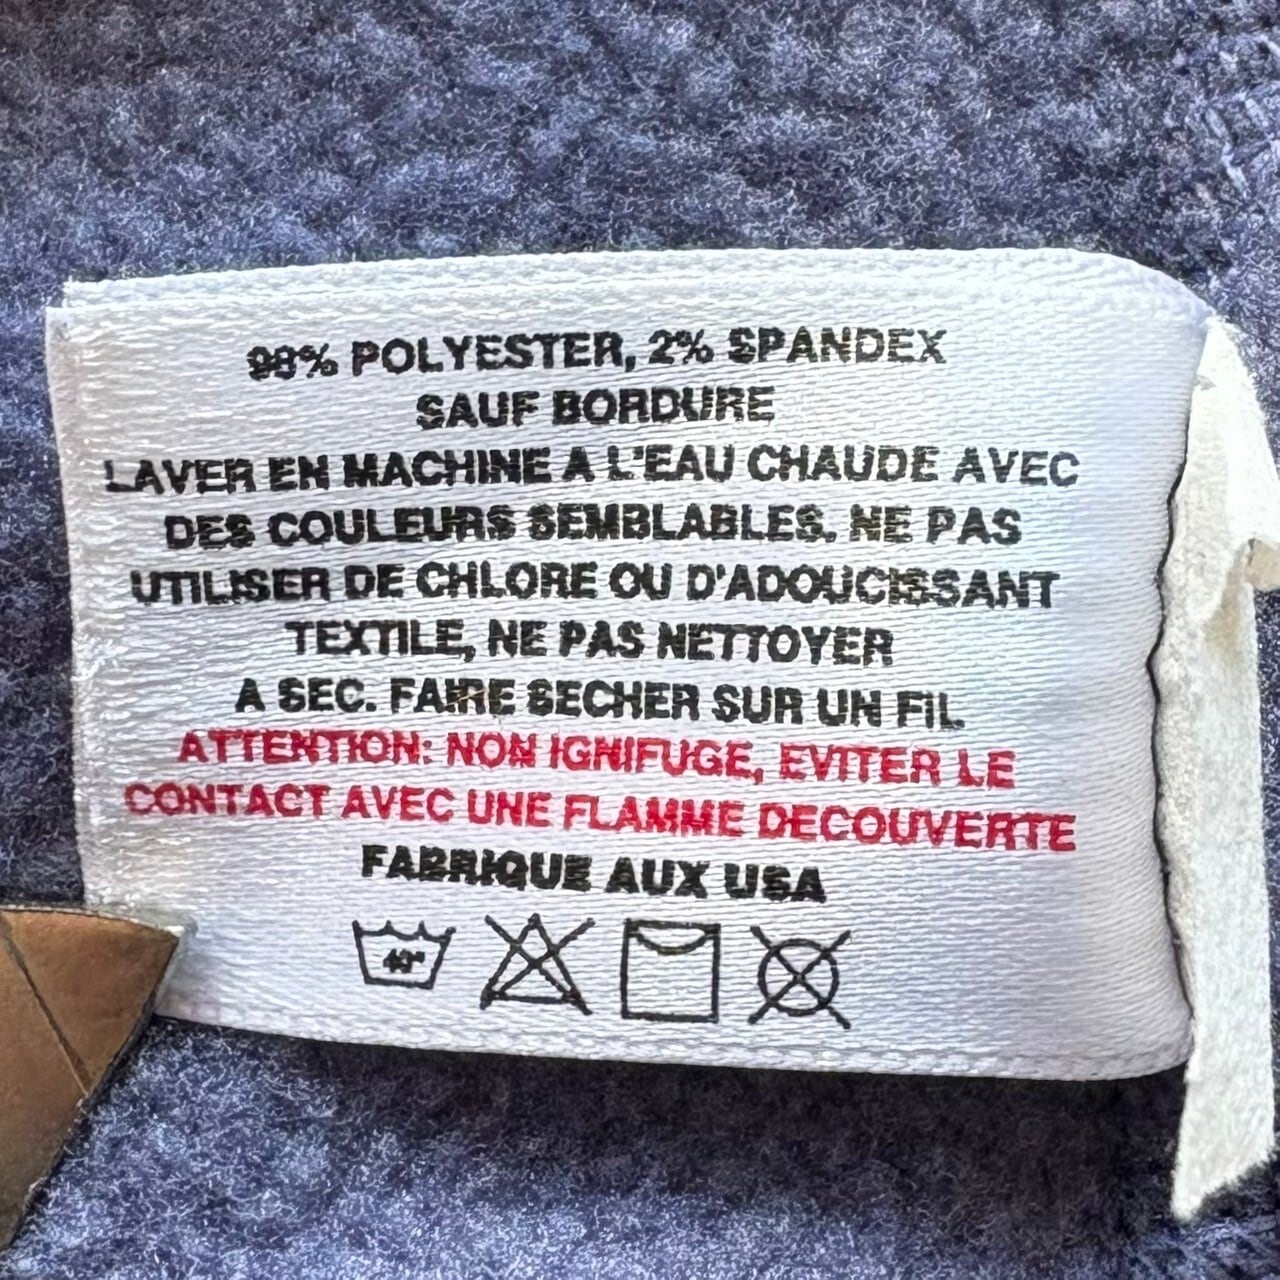 98% POLYESTER, 2% SPANDEX
SAUF BORDURE
LAVER EN MACHINE A L'EAU CHAUDE AVEC
DES COULEURS SEMBLABLES. NE PAS
UTILISER DE CHLORE OU D'ADOUCISSANT
TEXTILE, NE PAS NETTOYER
A SEC. FAIRE SECHER SUR UN FIL
ATTENTION: NON IGNIFUGE, EVITER LE
CONTACT AVEC UNE FLAMME DECOUVERTE
FABRIQUE AUX USA
40°